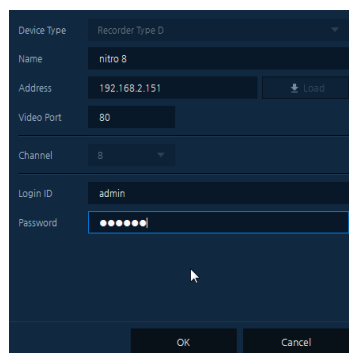 Device Type Recorder Type D
Name nitro 8
Address 192.168.2.151 Load
Video Port 80
Channel 8
Login ID admin
Password ●●●●●●
OK Cancel